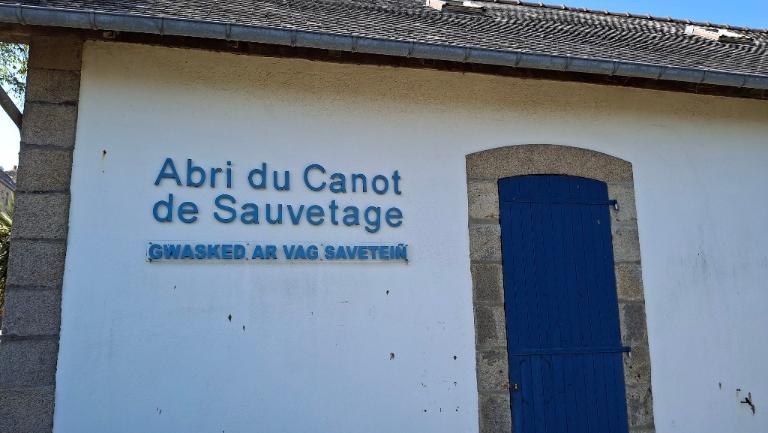 Abri du Canot
de Sauvetage
GWASKED AR VAG SAVETEIÑ